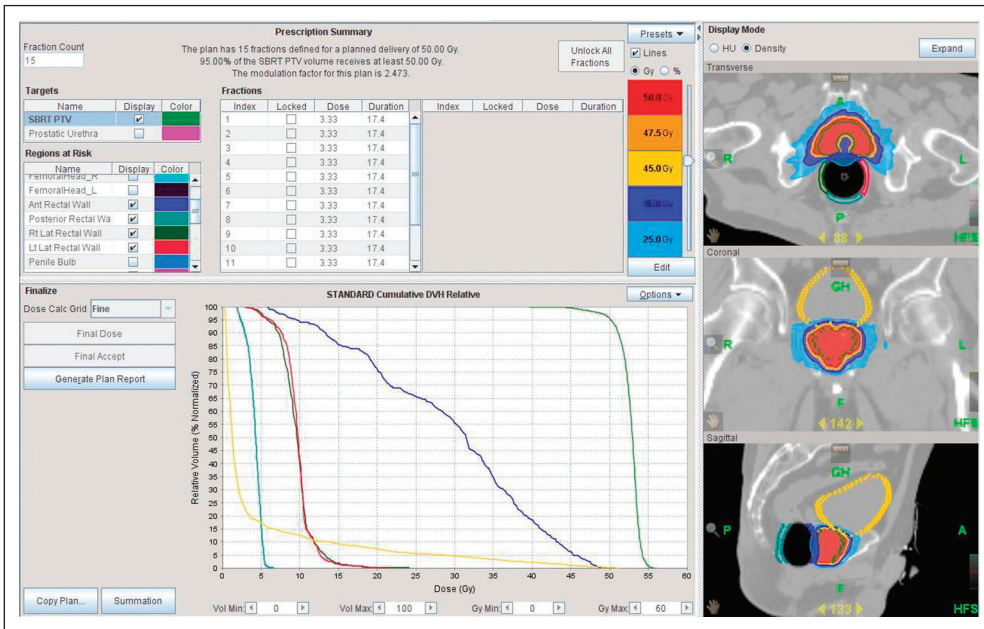 Prescription Summary
Fraction Count
15
The plan has 15 fractions defined for a planned delivery of 50.00 Gy.
95.00% of the SBRT PTV volume receives at least 50.00 Gy.
The modulation factor for this plan is 2.473.
Unlock All
Fractions
Targets
Name Display Color
SBRT PTV
Prostatic Urethra
Regions at Risk
Name Display Color
FemoralHead_R
FemoralHead_L
Ant Rectal Wall
Posterior Rectal Wa
Rt Lat Rectal Wall
Lt Lat Rectal Wall
Penile Bulb
Fractions
Index Locked Dose Duration Index Locked Dose Duration
1 3.33 17.4
2 3.33 17.4
3 3.33 17.4
4 3.33 17.4
5 3.33 17.4
6 3.33 17.4
7 3.33 17.4
8 3.33 17.4
9 3.33 17.4
10 3.33 17.4
11 3.33 17.4
Presets
Lines
Gy %
50.0 Gy
47.5 Gy
45.0 Gy
25.0 Gy
Edit
Finalize
Dose Calc Grid Fine
Final Dose
Final Accept
Generate Plan Report
Copy Plan... Summation
STANDARD Cumulative DVH Relative
Options
Relative Volume (% Normalized)
100
95
90
85
80
75
70
65
60
55
50
45
40
35
30
25
20
15
10
5
0
0 5 10 15 20 25 30 35 40 45 50 55 60
Dose (Gy)
Vol Min: 0 Vol Max: 100 Gy Min: 0 Gy Max: 60
Display Mode
HU Density
Expand
Transverse
A
R L
P
88 HFS
Coronal
GH
R L
F
142 HFS
Sagittal
GH
P A
F
133 HFS